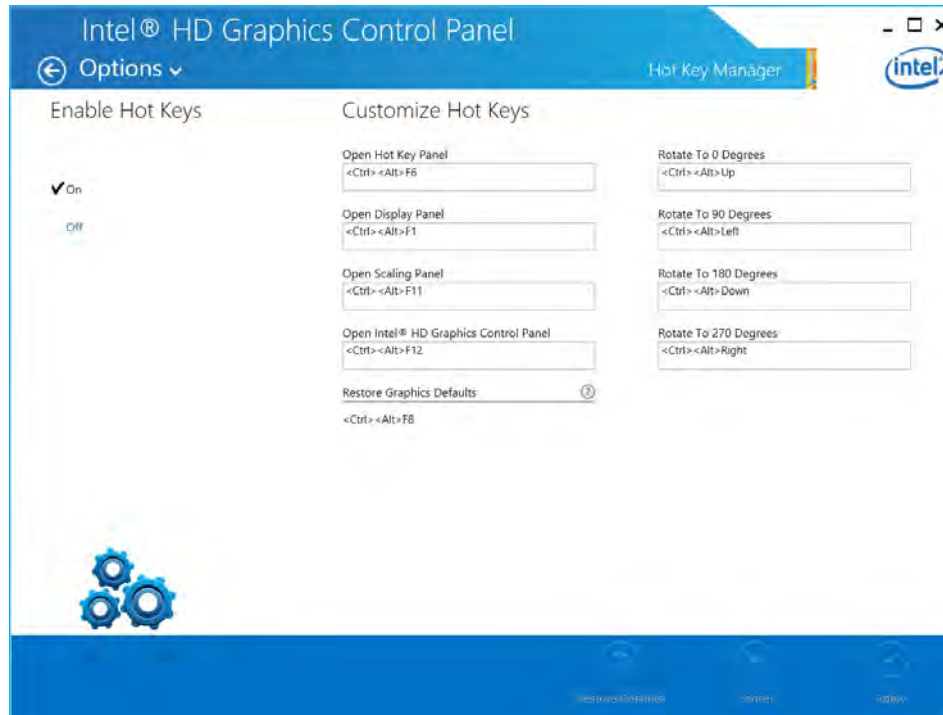 Intel® HD Graphics Control Panel
Options
Hot Key Manager
intel
Enable Hot Keys
On
Off
Customize Hot Keys
Open Hot Key Panel
<Ctrl><Alt>F6
Open Display Panel
<Ctrl><Alt>F1
Open Scaling Panel
<Ctrl><Alt>F11
Open Intel® HD Graphics Control Panel
<Ctrl><Alt>F12
Restore Graphics Defaults ?
<Ctrl><Alt>F8
Rotate To 0 Degrees
<Ctrl><Alt>Up
Rotate To 90 Degrees
<Ctrl><Alt>Left
Rotate To 180 Degrees
<Ctrl><Alt>Down
Rotate To 270 Degrees
<Ctrl><Alt>Right